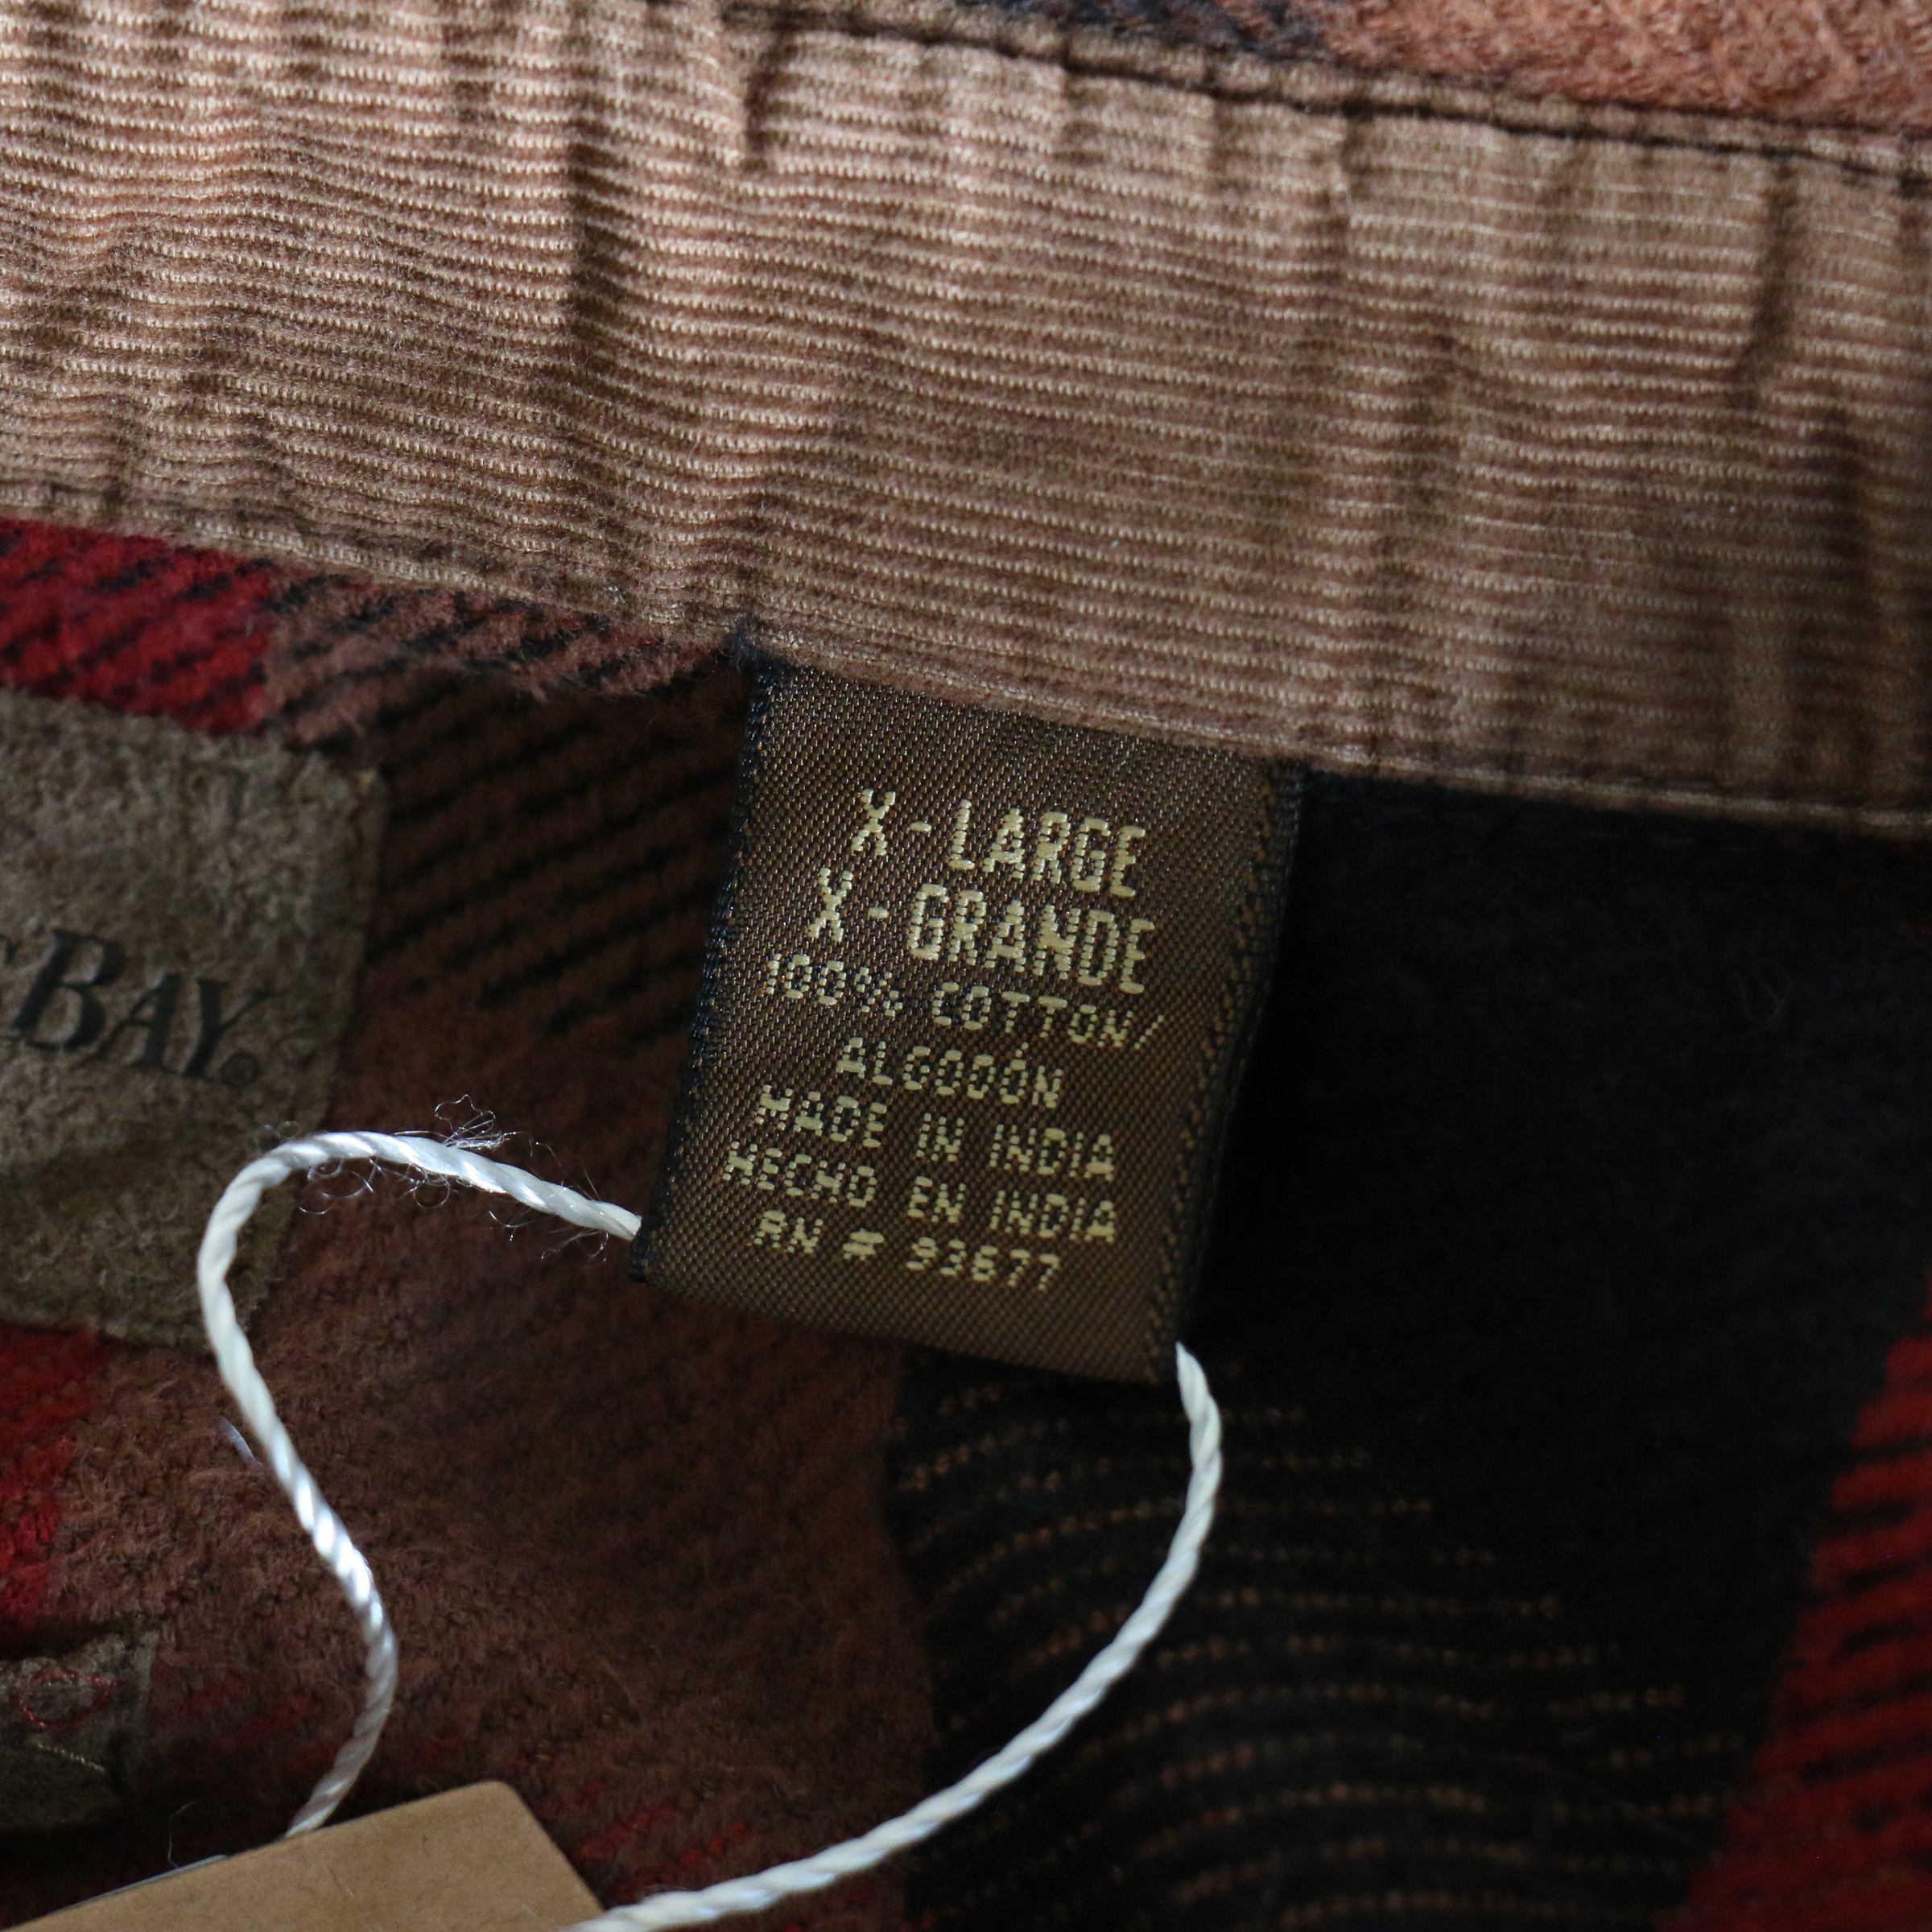 BAY®
X-LARGE
X-GRANDE
100% COTTON/
ALGODÓN
MADE IN INDIA
HECHO EN INDIA
RN # 93677